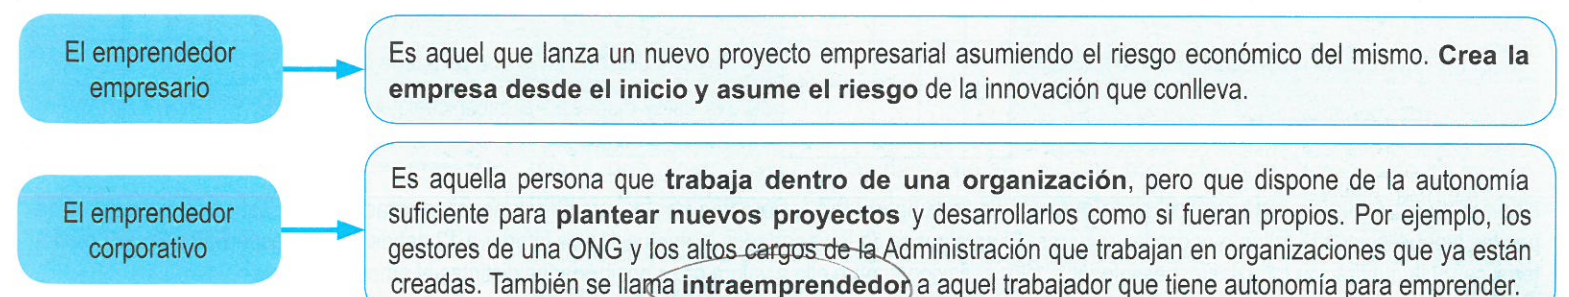 El emprendedor
empresario
Es aquel que lanza un nuevo proyecto empresarial asumiendo el riesgo económico del mismo. Crea la
empresa desde el inicio y asume el riesgo de la innovación que conlleva.
El emprendedor
corporativo
Es aquella persona que trabaja dentro de una organización, pero que dispone de la autonomía
suficiente para plantear nuevos proyectos y desarrollarlos como si fueran propios. Por ejemplo, los
gestores de una ONG y los altos cargos de la Administración que trabajan en organizaciones que ya están
creadas. También se llama intraemprendedor a aquel trabajador que tiene autonomía para emprender.